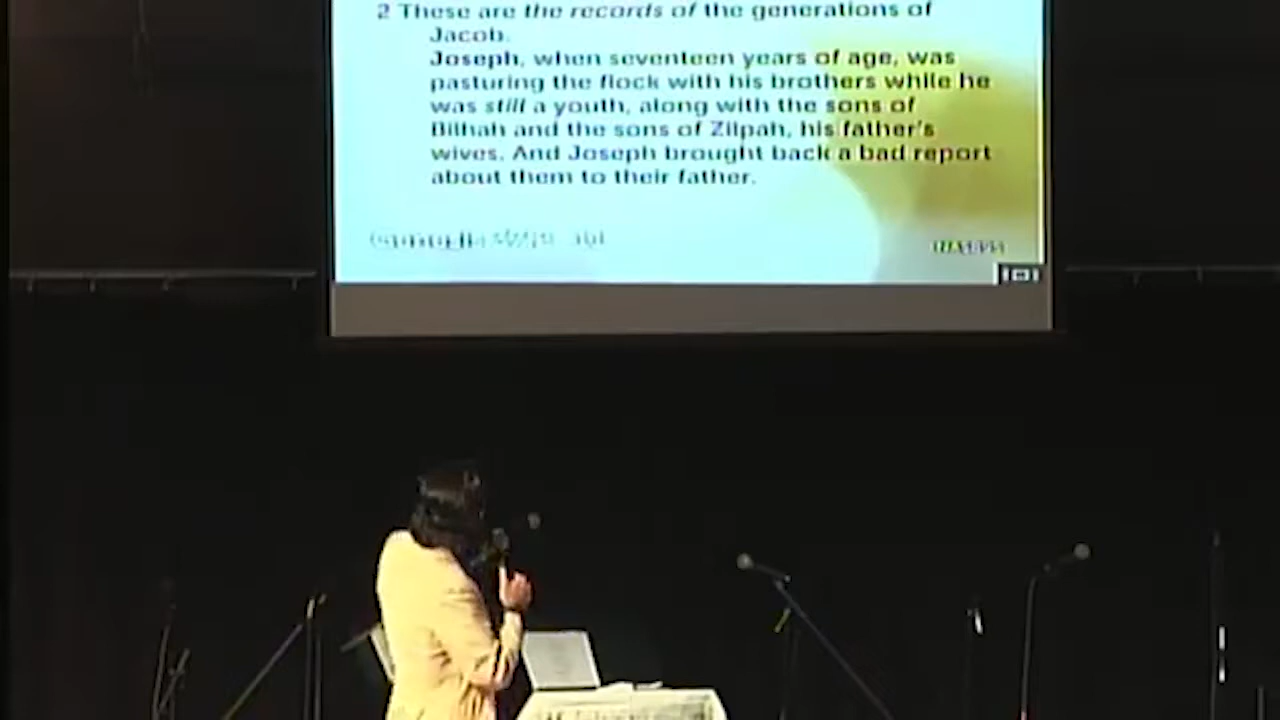 2 These are the records of the generations of
Jacob.
Joseph, when seventeen years of age, was
pasturing the flock with his brothers while he
was still a youth, along with the sons of
Bilhah and the sons of Zilpah, his father's
wives. And Joseph brought back a bad report
about them to their father.